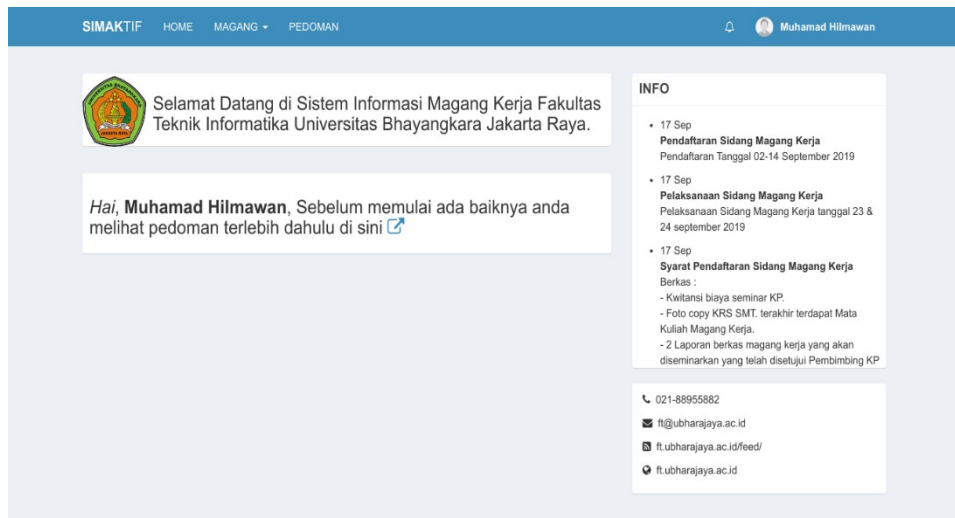 SIMAKTIF HOME MAGANG PEDOMAN Muhamad Hilmawan
Selamat Datang di Sistem Informasi Magang Kerja Fakultas
Teknik Informatika Universitas Bhayangkara Jakarta Raya.
Hai, Muhamad Hilmawan, Sebelum memulai ada baiknya anda
melihat pedoman terlebih dahulu di sini
INFO
• 17 Sep
Pendaftaran Sidang Magang Kerja
Pendaftaran Tanggal 02-14 September 2019
• 17 Sep
Pelaksanaan Sidang Magang Kerja
Pelaksanaan Sidang Magang Kerja tanggal 23 &
24 september 2019
• 17 Sep
Syarat Pendaftaran Sidang Magang Kerja
Berkas :
- Kwitansi biaya seminar KP.
- Foto copy KRS SMT. terakhir terdapat Mata
Kuliah Magang Kerja.
- 2 Laporan berkas magang kerja yang akan
diseminarkan yang telah disetujui Pembimbing KP
021-88955882
ft@ubharajaya.ac.id
ft.ubharajaya.ac.id/feed/
ft.ubharajaya.ac.id